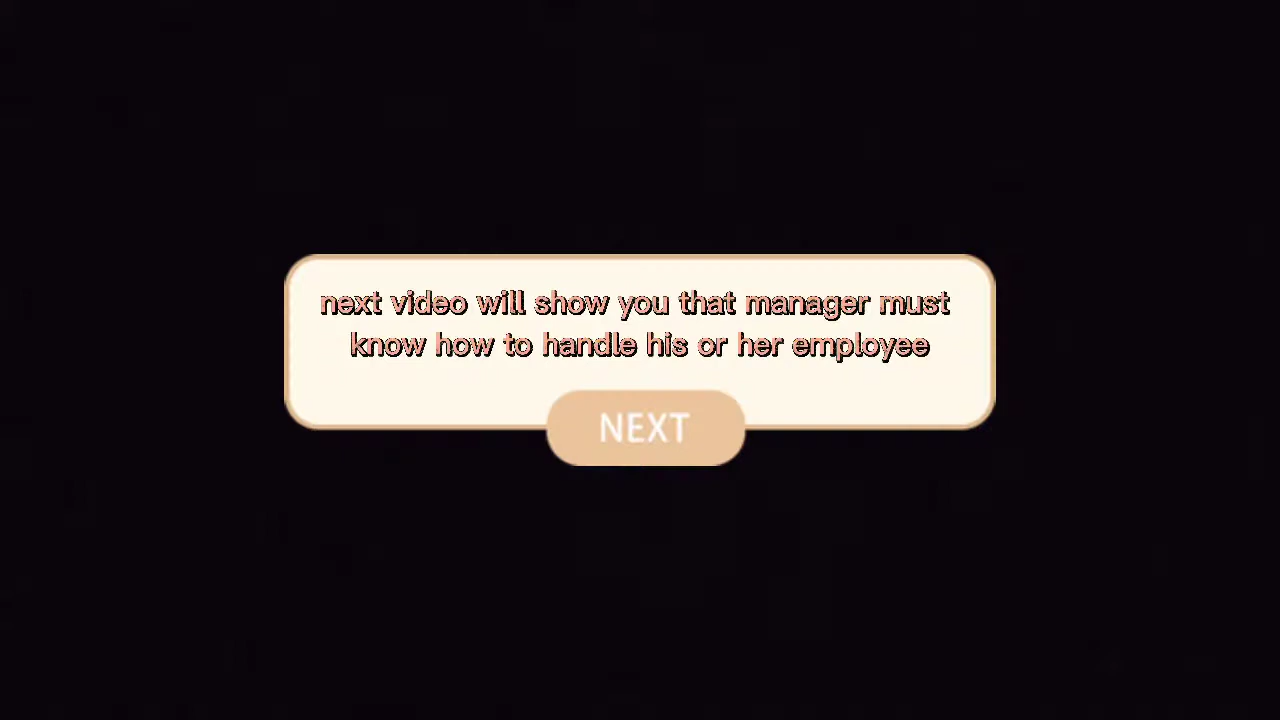 next video will show you that manager must
know how to handle his or her employee
NEXT